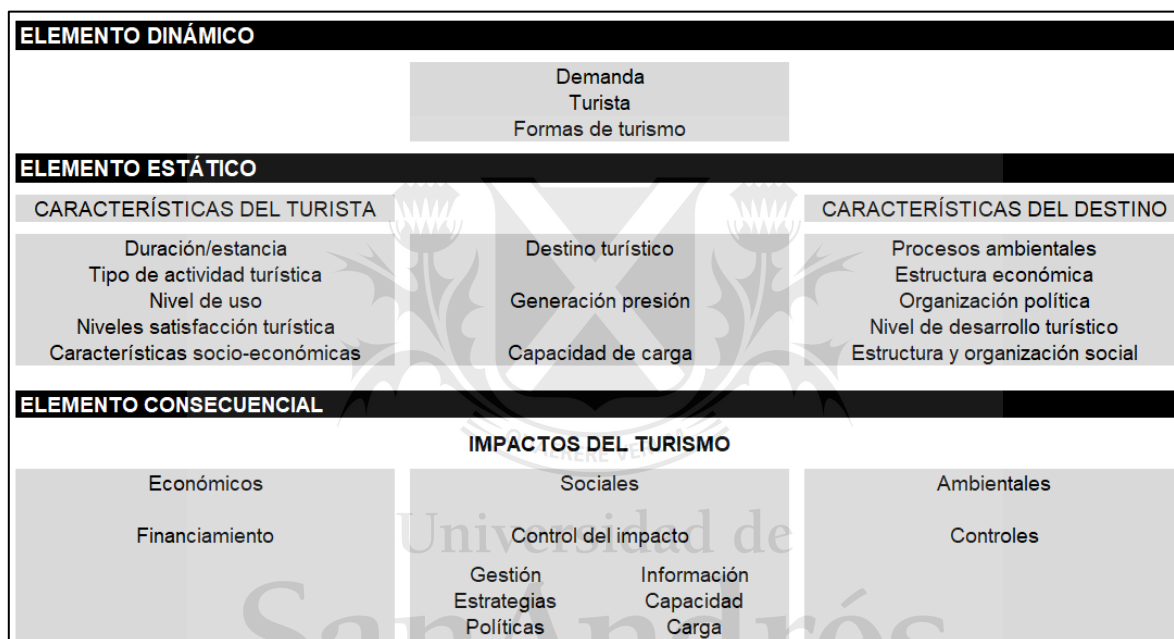 ELEMENTO DINÁMICO
Demanda
Turista
Formas de turismo
ELEMENTO ESTÁTICO
CARACTERÍSTICAS DEL TURISTA
CARACTERÍSTICAS DEL DESTINO
Duración/estancia
Tipo de actividad turística
Nivel de uso
Niveles satisfacción turística
Características socio-económicas
Destino turístico
Generación presión
Capacidad de carga
Procesos ambientales
Estructura económica
Organización política
Nivel de desarrollo turístico
Estructura y organización social
ELEMENTO CONSECUENCIAL
IMPACTOS DEL TURISMO
Económicos
Sociales
Ambientales
Financiamiento
Control del impacto
Controles
Gestión
Información
Estrategias
Capacidad
Políticas
Carga
Universidad de
SanAndrés